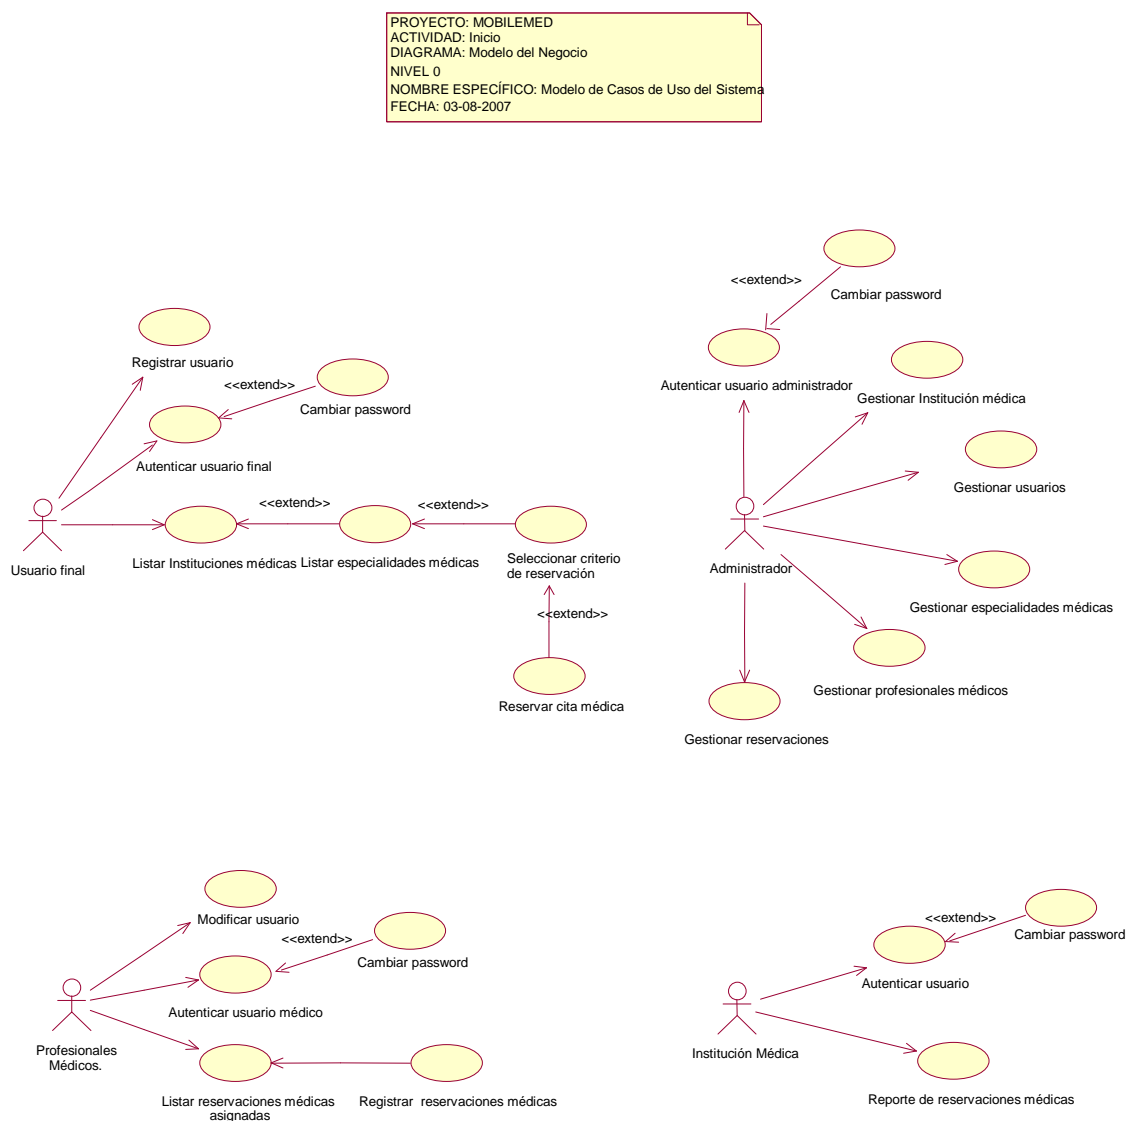 PROYECTO: MOBILEMED
ACTIVIDAD: Inicio
DIAGRAMA: Modelo del Negocio
NIVEL 0
NOMBRE ESPECÍFICO: Modelo de Casos de Uso del Sistema
FECHA: 03-08-2007
<<extend>>
Cambiar password
Autenticar usuario administrador
Gestionar Institución médica
Gestionar usuarios
Administrador
Gestionar especialidades médicas
Gestionar profesionales médicos
Gestionar reservaciones
Registrar usuario
<<extend>>
Cambiar password
Autenticar usuario final
Usuario final
<<extend>>
<<extend>>
Listar Instituciones médicas
Listar especialidades médicas
Seleccionar criterio
de reservación
<<extend>>
Reservar cita médica
Modificar usuario
<<extend>>
Cambiar password
Autenticar usuario médico
Profesionales
Médicos.
Listar reservaciones médicas
asignadas
Registrar  reservaciones médicas
<<extend>>
Cambiar password
Autenticar usuario
Institución Médica
Reporte de reservaciones médicas